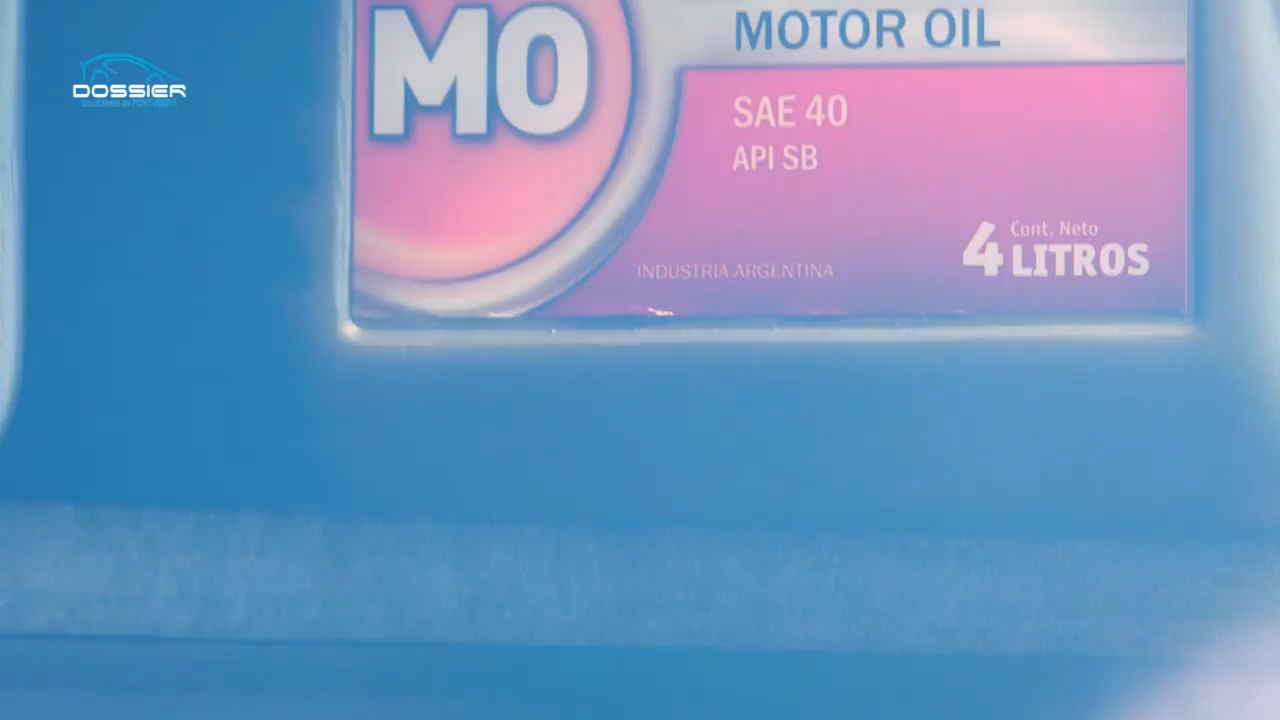 DOSSIER
MO
MOTOR OIL
SAE 40
API SB
Cont. Neto
4 LITROS
INDUSTRIA ARGENTINA